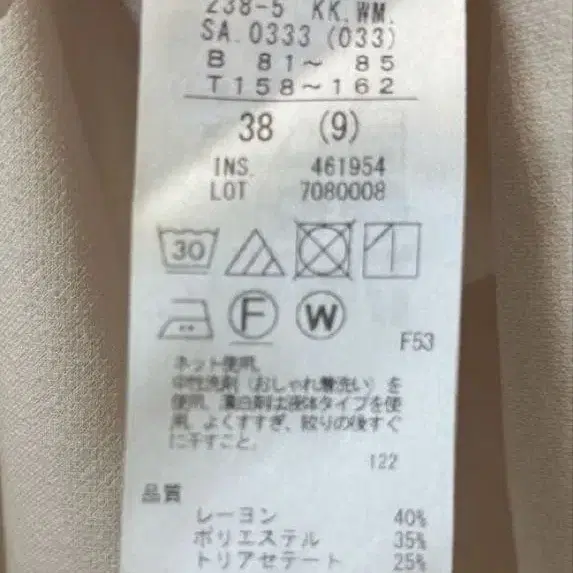 238-5 KK.WM.
SA.0333 (033)
B 81～ 85
T158～162
38 (9)
INS. 461954
LOT 7080008
30
F W
F53
ネット使用。
中性洗剤（おしゃれ着洗い）を
使用。漂白剤は液体タイプを使
用。よくすすぎ、絞りの後すぐ
に干すこと。
122
品質
レーヨン 40%
ポリエステル 35%
トリアセテート 25%